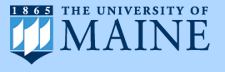 1865 THE UNIVERSITY OF
MAINE